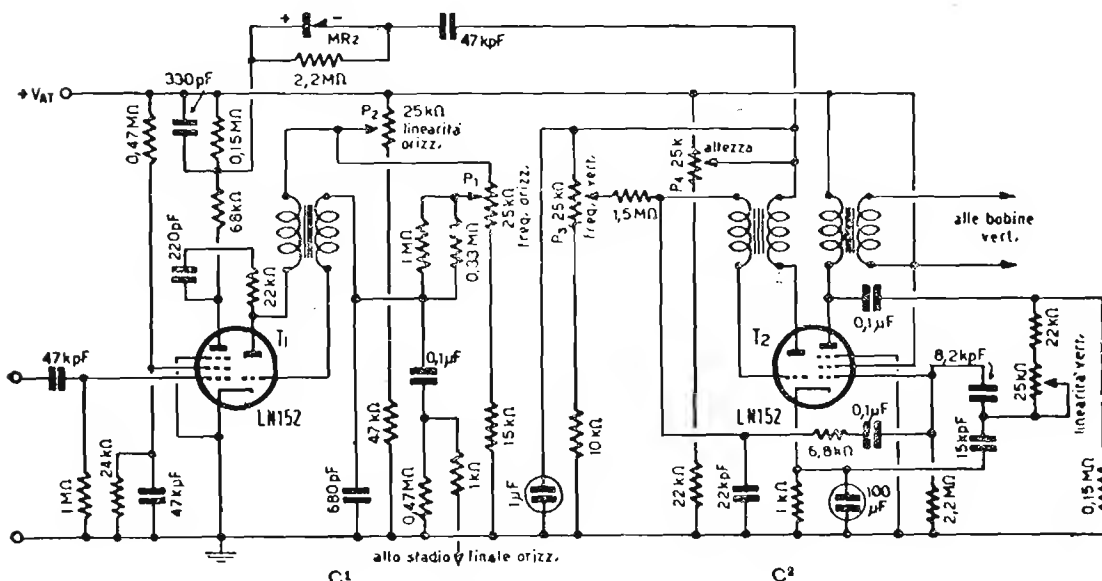 + -
MR2
47kpF
2,2MΩ
330pF
+VAT
0,47MΩ
0,15MΩ
68kΩ
220pF
22kΩ
P2
25kΩ
linearità
orizz.
P1
25kΩ
freq. orizz.
1MΩ
0,33MΩ
P3 25kΩ
freq. vert.
1,5MΩ
P4 25k
altezza
alle bobine
vert.
T1
LN152
47kpF
1MΩ
24kΩ
47kpF
680pF
47kΩ
0,1µF
0,47MΩ
1kΩ
15kΩ
1µF
10kΩ
22kΩ
22kpF
T2
LN152
0,1µF
6,8kΩ
0,1µF
1kΩ
100
µF
2,2MΩ
8,2kpF
15kpF
22kΩ
25kΩ
linearità vert.
0,15MΩ
allo stadio finale orizz.
C1
C2